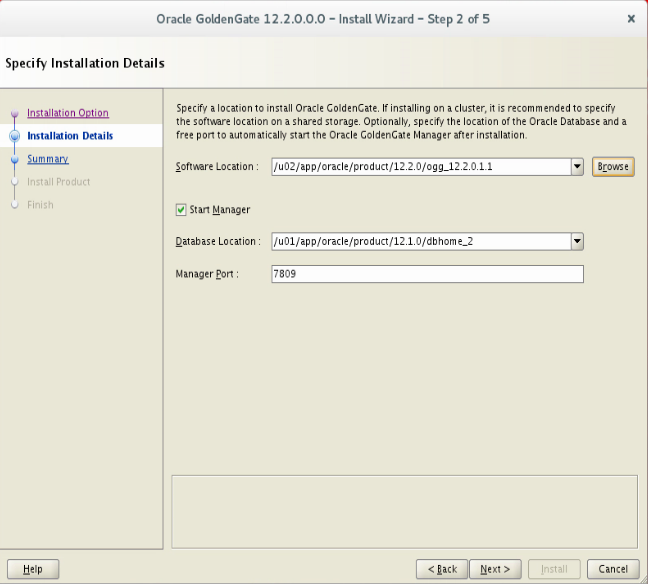 Oracle GoldenGate 12.2.0.0.0 - Install Wizard - Step 2 of 5
x
Specify Installation Details
Installation Option
Installation Details
Summary
Install Product
Finish
Specify a location to install Oracle GoldenGate. If installing on a cluster, it is recommended to specify
the software location on a shared storage. Optionally, specify the location of the Oracle Database and a
free port to automatically start the Oracle GoldenGate Manager after installation.
Software Location : /u02/app/oracle/product/12.2.0/ogg_12.2.0.1.1 Browse
Start Manager
Database Location : /u01/app/oracle/product/12.1.0/dbhome_2
Manager Port : 7809
Help < Back Next > Install Cancel